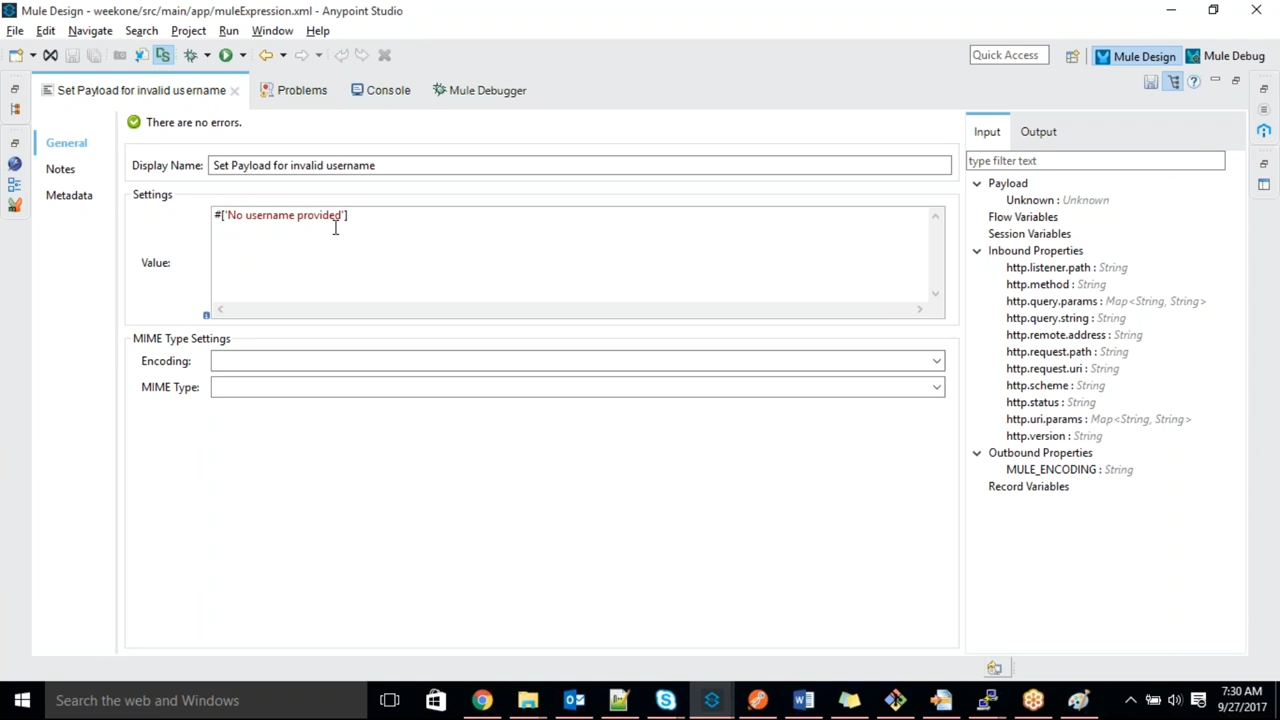 Mule Design - weekone/src/main/app/muleExpression.xml - Anypoint Studio
File Edit Navigate Search Project Run Window Help
Quick Access
Mule Design
Mule Debug
Set Payload for invalid username
Problems
Console
Mule Debugger
There are no errors.
General
Notes
Metadata
Display Name: Set Payload for invalid username
Settings
Value:
#['No username provided']
MIME Type Settings
Encoding:
MIME Type:
Input
Output
type filter text
Payload
Unknown : Unknown
Flow Variables
Session Variables
Inbound Properties
http.listener.path : String
http.method : String
http.query.params : Map<String, String>
http.query.string : String
http.remote.address : String
http.request.path : String
http.request.uri : String
http.scheme : String
http.status : String
http.uri.params : Map<String, String>
http.version : String
Outbound Properties
MULE_ENCODING : String
Record Variables
Search the web and Windows
7:30 AM
9/27/2017